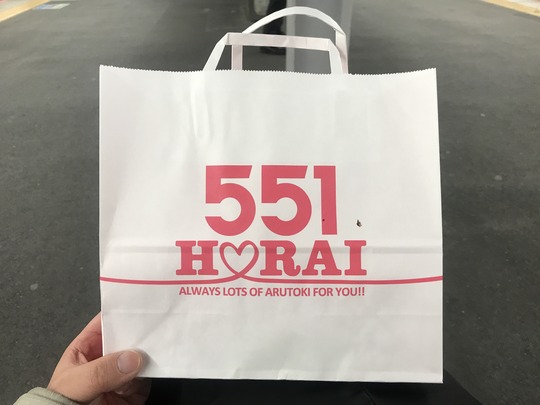 551
HORAI
ALWAYS LOTS OF ARUTOKI FOR YOU!!